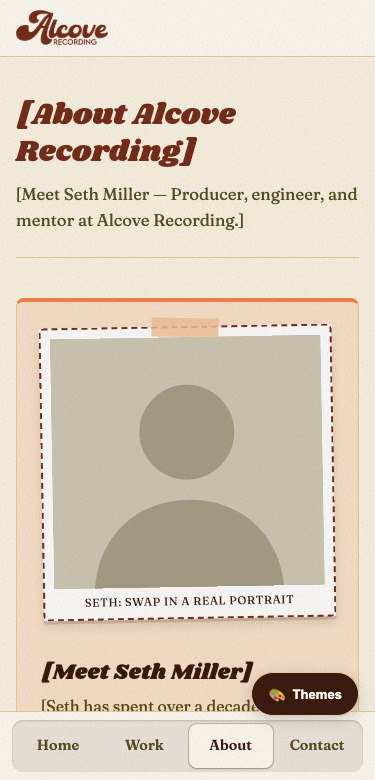 Alcove
RECORDING
[About Alcove
Recording]
[Meet Seth Miller — Producer, engineer, and
mentor at Alcove Recording.]
SETH: SWAP IN A REAL PORTRAIT
[Meet Seth Miller]
[Seth has spent over a decade
Themes
Home
Work
About
Contact